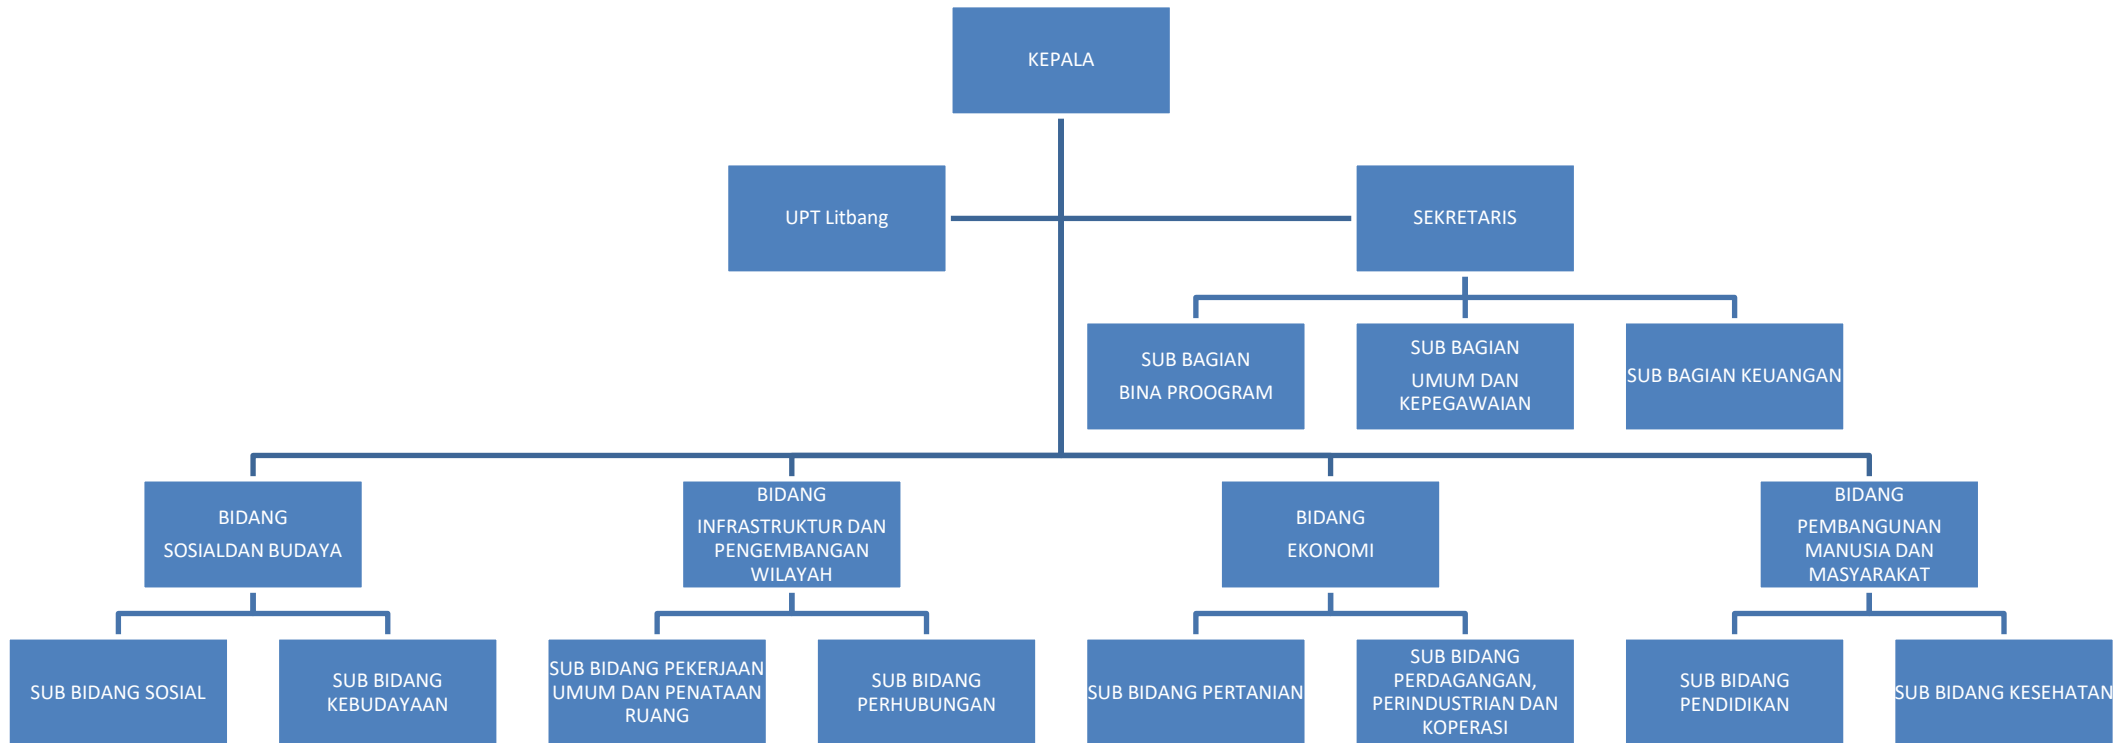 KEPALA
UPT Litbang
SEKRETARIS
SUB BAGIAN
BINA PROOGRAM
SUB BAGIAN
UMUM DAN
KEPEGAWAIAN
SUB BAGIAN KEUANGAN
BIDANG
SOSIALDAN BUDAYA
BIDANG
INFRASTRUKTUR DAN
PENGEMBANGAN
WILAYAH
BIDANG
EKONOMI
BIDANG
PEMBANGUNAN
MANUSIA DAN
MASYARAKAT
SUB BIDANG SOSIAL
SUB BIDANG
KEBUDAYAAN
SUB BIDANG PEKERJAAN
UMUM DAN PENATAAN
RUANG
SUB BIDANG
PERHUBUNGAN
SUB BIDANG PERTANIAN
SUB BIDANG
PERDAGANGAN,
PERINDUSTRIAN DAN
KOPERASI
SUB BIDANG
PENDIDIKAN
SUB BIDANG KESEHATAN